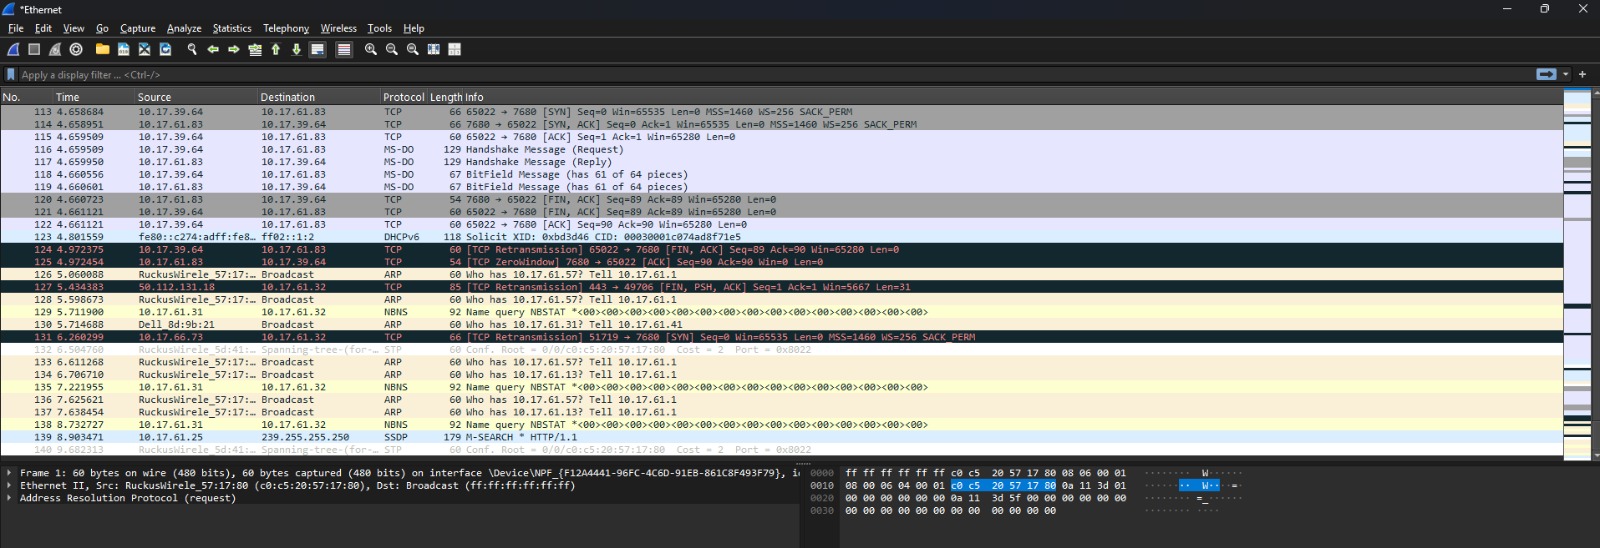 *Ethernet
File Edit View Go Capture Analyze Statistics Telephony Wireless Tools Help
Apply a display filter ... <Ctrl-/>
No. Time Source Destination Protocol Length Info
113 4.658684 10.17.39.64 10.17.61.83 TCP 66 65022 → 7680 [SYN] Seq=0 Win=65535 Len=0 MSS=1460 WS=256 SACK_PERM
114 4.658951 10.17.61.83 10.17.39.64 TCP 66 7680 → 65022 [SYN, ACK] Seq=0 Ack=1 Win=65535 Len=0 MSS=1460 WS=256 SACK_PERM
115 4.659509 10.17.39.64 10.17.61.83 TCP 60 65022 → 7680 [ACK] Seq=1 Ack=1 Win=65280 Len=0
116 4.659509 10.17.39.64 10.17.61.83 MS-DO 129 Handshake Message (Request)
117 4.659950 10.17.61.83 10.17.39.64 MS-DO 129 Handshake Message (Reply)
118 4.660556 10.17.39.64 10.17.61.83 MS-DO 67 BitField Message (has 61 of 64 pieces)
119 4.660601 10.17.61.83 10.17.39.64 MS-DO 67 BitField Message (has 61 of 64 pieces)
120 4.660723 10.17.61.83 10.17.39.64 TCP 54 7680 → 65022 [FIN, ACK] Seq=89 Ack=89 Win=65280 Len=0
121 4.661121 10.17.39.64 10.17.61.83 TCP 60 65022 → 7680 [FIN, ACK] Seq=89 Ack=89 Win=65280 Len=0
122 4.661121 10.17.39.64 10.17.61.83 TCP 60 65022 → 7680 [ACK] Seq=90 Ack=90 Win=65280 Len=0
123 4.801559 fe80::c274:adff:fe8… ff02::1:2 DHCPv6 118 Solicit XID: 0xbd3d46 CID: 00030001c074ad8f71e5
124 4.972375 10.17.39.64 10.17.61.83 TCP 60 [TCP Retransmission] 65022 → 7680 [FIN, ACK] Seq=89 Ack=90 Win=65280 Len=0
125 4.972454 10.17.61.83 10.17.39.64 TCP 54 [TCP ZeroWindow] 7680 → 65022 [ACK] Seq=90 Ack=90 Win=0 Len=0
126 5.060088 RuckusWirele_57:17:… Broadcast ARP 60 Who has 10.17.61.57? Tell 10.17.61.1
127 5.434383 50.112.131.18 10.17.61.32 TCP 85 [TCP Retransmission] 443 → 49706 [FIN, PSH, ACK] Seq=1 Ack=1 Win=5667 Len=31
128 5.598673 RuckusWirele_57:17:… Broadcast ARP 60 Who has 10.17.61.57? Tell 10.17.61.1
129 5.711900 10.17.61.31 10.17.61.32 NBNS 92 Name query NBSTAT *<00><00><00><00><00><00><00><00><00><00><00><00><00><00><00>
130 5.714688 Dell_8d:9b:21 Broadcast ARP 60 Who has 10.17.61.31? Tell 10.17.61.41
131 6.260299 10.17.66.73 10.17.61.32 TCP 66 [TCP Retransmission] 51719 → 7680 [SYN] Seq=0 Win=65535 Len=0 MSS=1460 WS=256 SACK_PERM
132 6.504760 RuckusWirele_5d:41:… Spanning-tree-(for-… STP 60 Conf. Root = 0/0/c0:c5:20:57:17:80 Cost = 2 Port = 0x8022
133 6.611268 RuckusWirele_57:17:… Broadcast ARP 60 Who has 10.17.61.57? Tell 10.17.61.1
134 6.706710 RuckusWirele_57:17:… Broadcast ARP 60 Who has 10.17.61.13? Tell 10.17.61.1
135 7.221955 10.17.61.31 10.17.61.32 NBNS 92 Name query NBSTAT *<00><00><00><00><00><00><00><00><00><00><00><00><00><00><00>
136 7.625621 RuckusWirele_57:17:… Broadcast ARP 60 Who has 10.17.61.57? Tell 10.17.61.1
137 7.638454 RuckusWirele_57:17:… Broadcast ARP 60 Who has 10.17.61.13? Tell 10.17.61.1
138 8.732727 10.17.61.31 10.17.61.32 NBNS 92 Name query NBSTAT *<00><00><00><00><00><00><00><00><00><00><00><00><00><00><00>
139 8.903471 10.17.61.25 239.255.255.250 SSDP 179 M-SEARCH * HTTP/1.1
140 9.682313 RuckusWirele_5d:41:… Spanning-tree-(for-… STP 60 Conf. Root = 0/0/c0:c5:20:57:17:80 Cost = 2 Port = 0x8022
Frame 1: 60 bytes on wire (480 bits), 60 bytes captured (480 bits) on interface \Device\NPF_{F12A4441-96FC-4C6D-91EB-861C8F493F79}, i
Ethernet II, Src: RuckusWirele_57:17:80 (c0:c5:20:57:17:80), Dst: Broadcast (ff:ff:ff:ff:ff:ff)
Address Resolution Protocol (request)
0000 ff ff ff ff ff ff c0 c5 20 57 17 80 08 06 00 01 ········ W······
0010 08 00 06 04 00 01 c0 c5 20 57 17 80 0a 11 3d 01 ········ W····=·
0020 00 00 00 00 00 00 0a 11 3d 5f 00 00 00 00 00 00 ········ =_······
0030 00 00 00 00 00 00 00 00 00 00 00 00 ········ ····